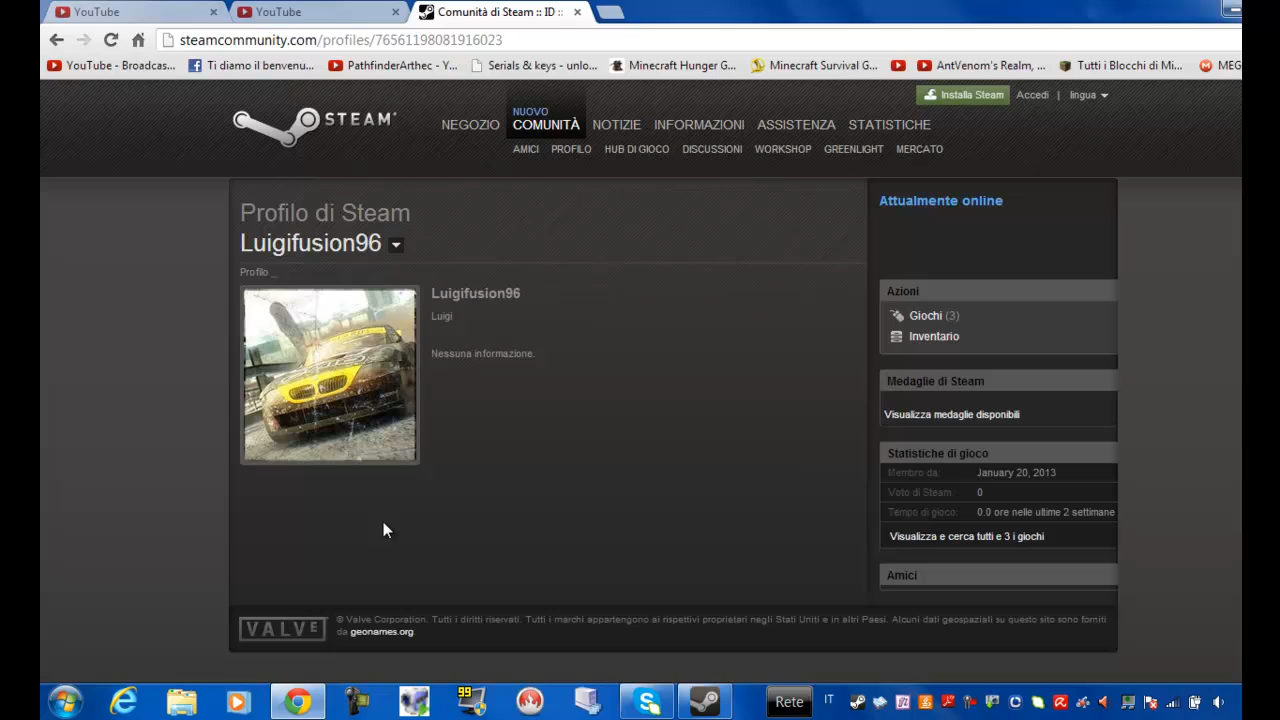 YouTube
YouTube
Comunità di Steam :: ID ::
steamcommunity.com/profiles/76561198081916023
YouTube - Broadcas...
Ti diamo il benvenu...
PathfinderArthec - Y...
Serials & keys - unlo...
Minecraft Hunger G...
Minecraft Survival G...
AntVenom's Realm, ...
Tutti i Blocchi di Mi...
MEG
Installa Steam
Accedi | lingua
STEAM
NUOVO
NEGOZIO COMUNITÀ NOTIZIE INFORMAZIONI ASSISTENZA STATISTICHE
AMICI PROFILO HUB DI GIOCO DISCUSSIONI WORKSHOP GREENLIGHT MERCATO
Profilo di Steam
Luigifusion96
Profilo _
Luigifusion96
Luigi
Nessuna informazione.
Attualmente online
Azioni
Giochi (3)
Inventario
Medaglie di Steam
Visualizza medaglie disponibili
Statistiche di gioco
Membro da: January 20, 2013
Voto di Steam: 0
Tempo di gioco: 0.0 ore nelle ultime 2 settimane
Visualizza e cerca tutti e 3 i giochi
Amici
VALVE
© Valve Corporation. Tutti i diritti riservati. Tutti i marchi appartengono ai rispettivi proprietari negli Stati Uniti e in altri Paesi. Alcuni dati geospaziali su questo sito sono forniti
da geonames.org
99
Rete
IT